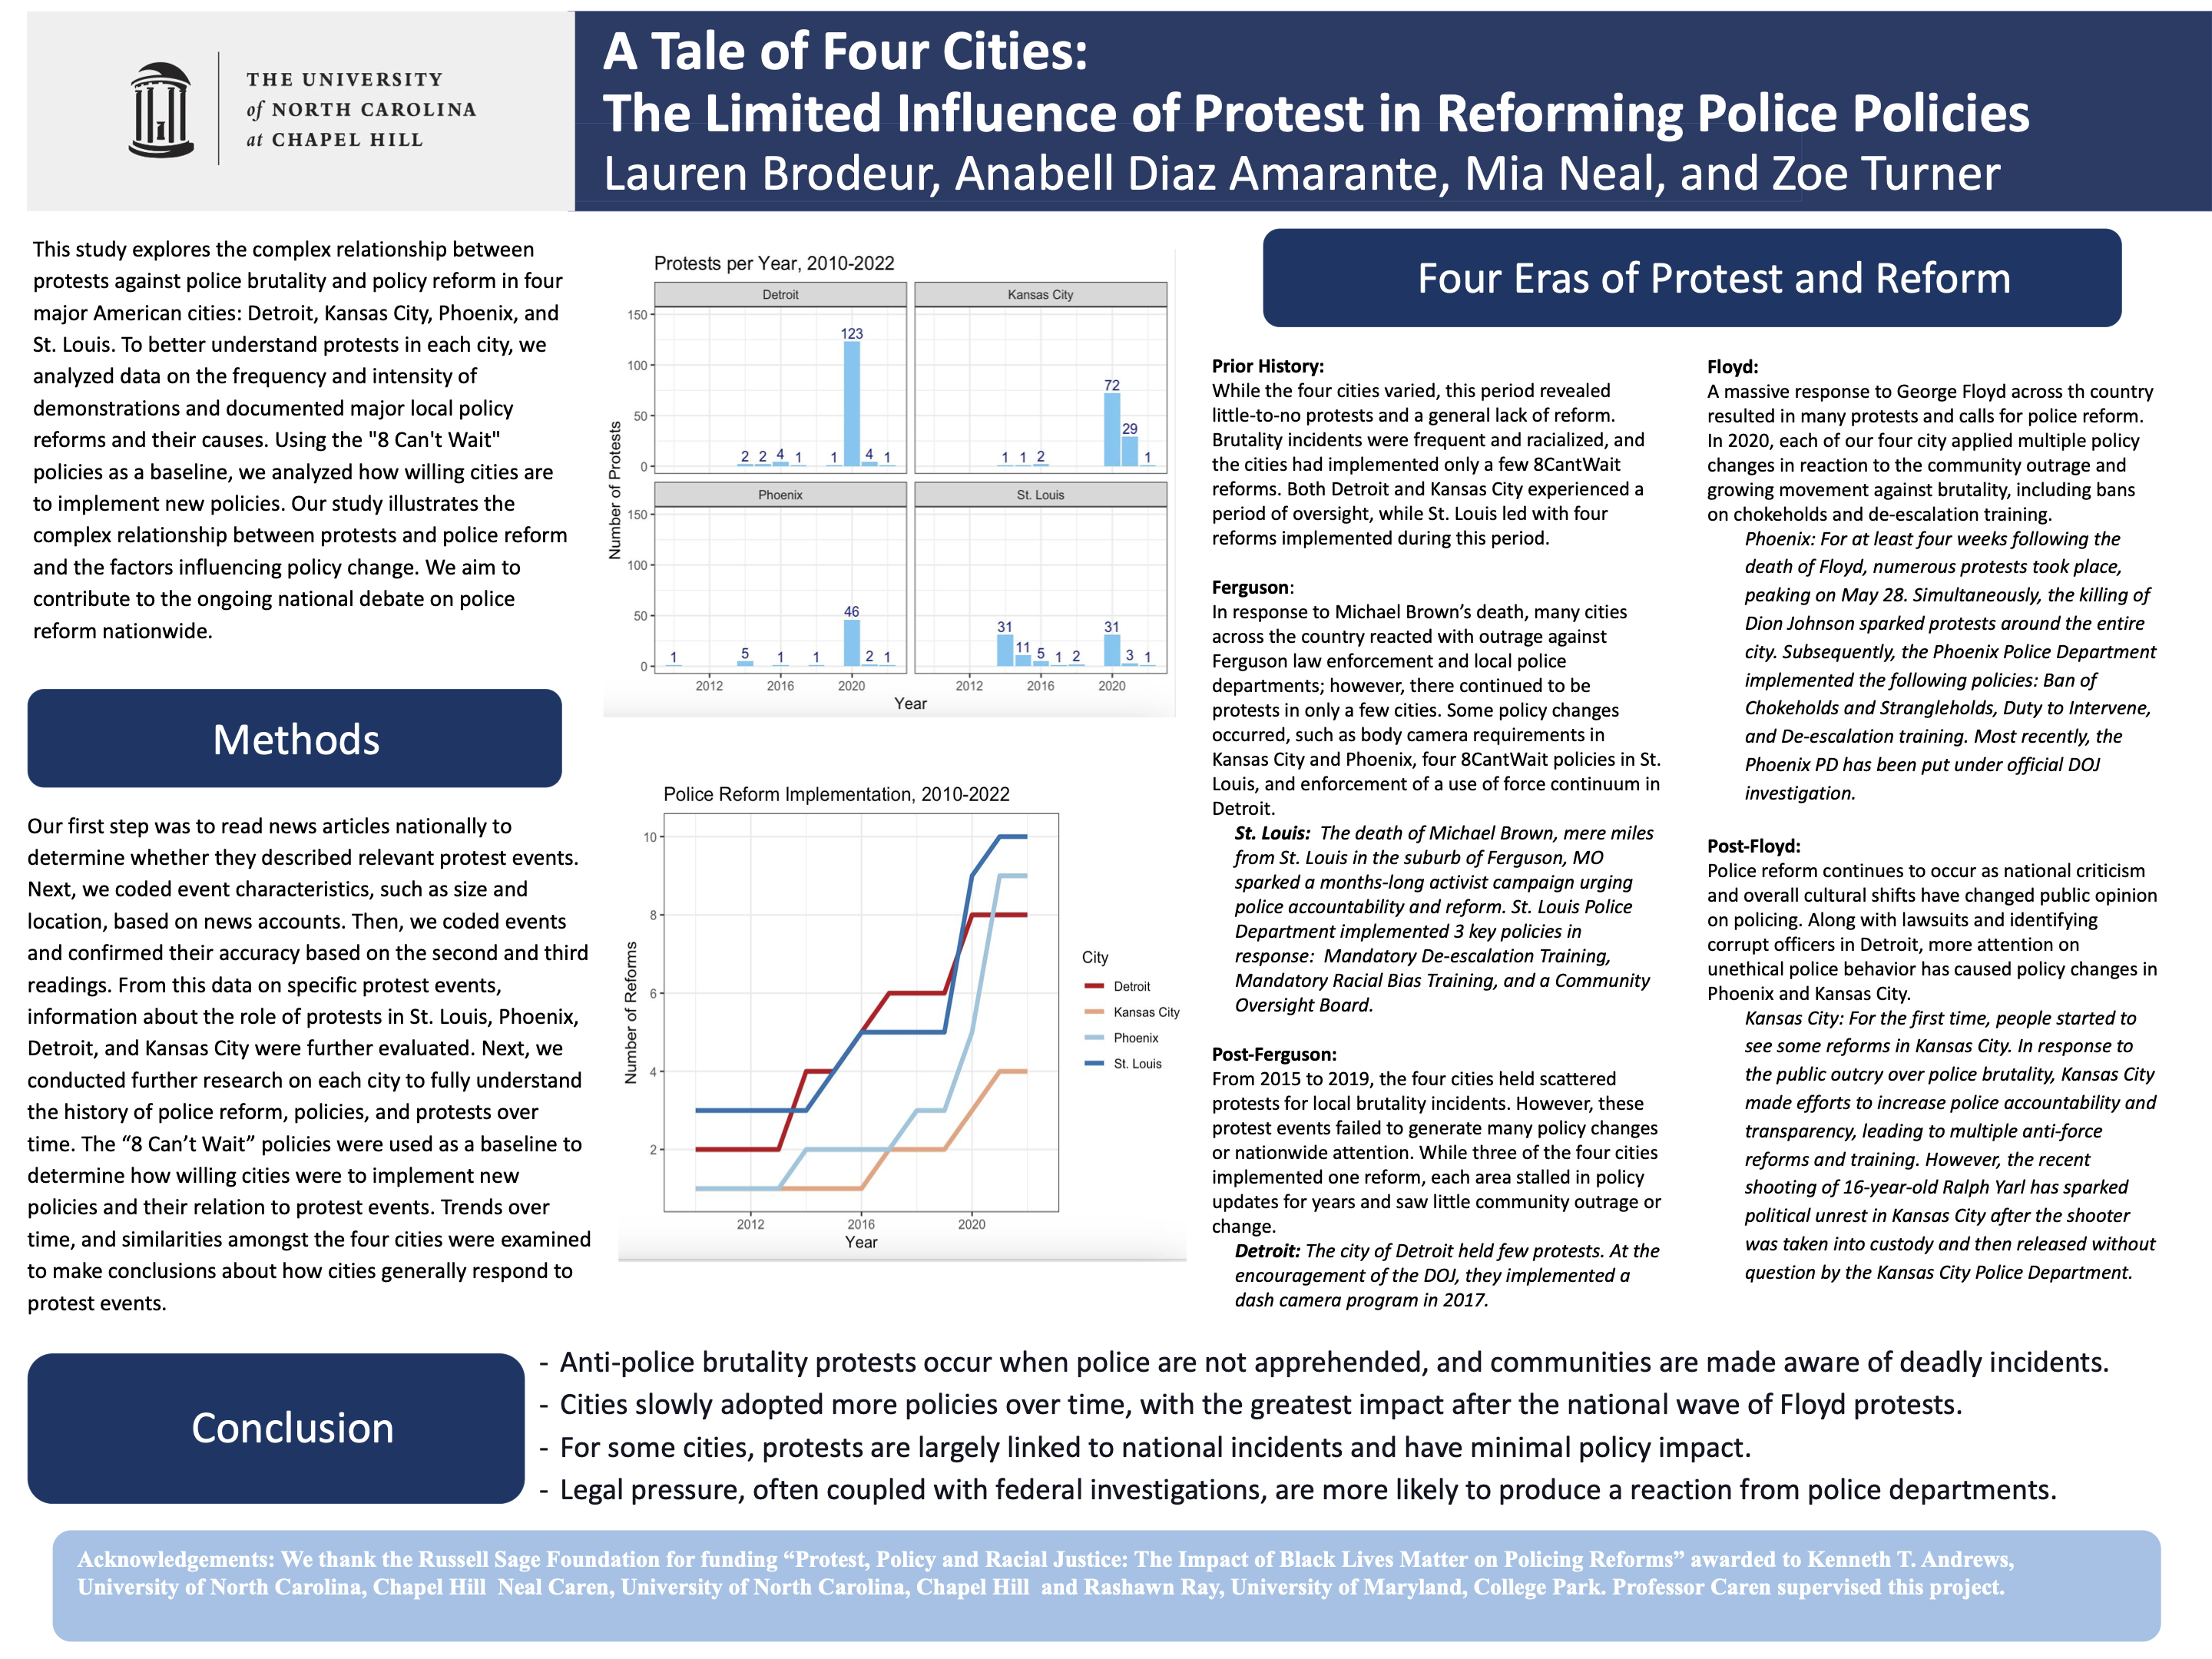 THE UNIVERSITY
of NORTH CAROLINA
at CHAPEL HILL
A Tale of Four Cities:
The Limited Influence of Protest in Reforming Police Policies
Lauren Brodeur, Anabell Diaz Amarante, Mia Neal, and Zoe Turner
This study explores the complex relationship between
protests against police brutality and policy reform in four
major American cities: Detroit, Kansas City, Phoenix, and
St. Louis. To better understand protests in each city, we
analyzed data on the frequency and intensity of
demonstrations and documented major local policy
reforms and their causes. Using the "8 Can't Wait"
policies as a baseline, we analyzed how willing cities are
to implement new policies. Our study illustrates the
complex relationship between protests and police reform
and the factors influencing policy change. We aim to
contribute to the ongoing national debate on police
reform nationwide.
Methods
Our first step was to read news articles nationally to
determine whether they described relevant protest events.
Next, we coded event characteristics, such as size and
location, based on news accounts. Then, we coded events
and confirmed their accuracy based on the second and third
readings. From this data on specific protest events,
information about the role of protests in St. Louis, Phoenix,
Detroit, and Kansas City were further evaluated. Next, we
conducted further research on each city to fully understand
the history of police reform, policies, and protests over
time. The “8 Can’t Wait” policies were used as a baseline to
determine how willing cities were to implement new
policies and their relation to protest events. Trends over
time, and similarities amongst the four cities were examined
to make conclusions about how cities generally respond to
protest events.
Protests per Year, 2010-2022
Detroit
Kansas City
150
100
50
0
2 2 4 1 1 123 4 1
1 1 2 72 29 1
Phoenix
St. Louis
150
100
50
0
1 5 1 1 46 2 1
31 11 5 1 2 31 3 1
2012 2016 2020
2012 2016 2020
Year
Number of Protests
Police Reform Implementation, 2010-2022
10
8
6
4
2
2012 2016 2020
Year
Number of Reforms
City
Detroit
Kansas City
Phoenix
St. Louis
Four Eras of Protest and Reform
Prior History:
While the four cities varied, this period revealed
little-to-no protests and a general lack of reform.
Brutality incidents were frequent and racialized, and
the cities had implemented only a few 8CantWait
reforms. Both Detroit and Kansas City experienced a
period of oversight, while St. Louis led with four
reforms implemented during this period.
Ferguson:
In response to Michael Brown’s death, many cities
across the country reacted with outrage against
Ferguson law enforcement and local police
departments; however, there continued to be
protests in only a few cities. Some policy changes
occurred, such as body camera requirements in
Kansas City and Phoenix, four 8CantWait policies in St.
Louis, and enforcement of a use of force continuum in
Detroit.
St. Louis: The death of Michael Brown, mere miles
from St. Louis in the suburb of Ferguson, MO
sparked a months-long activist campaign urging
police accountability and reform. St. Louis Police
Department implemented 3 key policies in
response: Mandatory De-escalation Training,
Mandatory Racial Bias Training, and a Community
Oversight Board.
Post-Ferguson:
From 2015 to 2019, the four cities held scattered
protests for local brutality incidents. However, these
protest events failed to generate many policy changes
or nationwide attention. While three of the four cities
implemented one reform, each area stalled in policy
updates for years and saw little community outrage or
change.
Detroit: The city of Detroit held few protests. At the
encouragement of the DOJ, they implemented a
dash camera program in 2017.
Floyd:
A massive response to George Floyd across th country
resulted in many protests and calls for police reform.
In 2020, each of our four city applied multiple policy
changes in reaction to the community outrage and
growing movement against brutality, including bans
on chokeholds and de-escalation training.
Phoenix: For at least four weeks following the
death of Floyd, numerous protests took place,
peaking on May 28. Simultaneously, the killing of
Dion Johnson sparked protests around the entire
city. Subsequently, the Phoenix Police Department
implemented the following policies: Ban of
Chokeholds and Strangleholds, Duty to Intervene,
and De-escalation training. Most recently, the
Phoenix PD has been put under official DOJ
investigation.
Post-Floyd:
Police reform continues to occur as national criticism
and overall cultural shifts have changed public opinion
on policing. Along with lawsuits and identifying
corrupt officers in Detroit, more attention on
unethical police behavior has caused policy changes in
Phoenix and Kansas City.
Kansas City: For the first time, people started to
see some reforms in Kansas City. In response to
the public outcry over police brutality, Kansas City
made efforts to increase police accountability and
transparency, leading to multiple anti-force
reforms and training. However, the recent
shooting of 16-year-old Ralph Yarl has sparked
political unrest in Kansas City after the shooter
was taken into custody and then released without
question by the Kansas City Police Department.
Conclusion
- Anti-police brutality protests occur when police are not apprehended, and communities are made aware of deadly incidents.
- Cities slowly adopted more policies over time, with the greatest impact after the national wave of Floyd protests.
- For some cities, protests are largely linked to national incidents and have minimal policy impact.
- Legal pressure, often coupled with federal investigations, are more likely to produce a reaction from police departments.
Acknowledgements: We thank the Russell Sage Foundation for funding “Protest, Policy and Racial Justice: The Impact of Black Lives Matter on Policing Reforms” awarded to Kenneth T. Andrews,
University of North Carolina, Chapel Hill Neal Caren, University of North Carolina, Chapel Hill and Rashawn Ray, University of Maryland, College Park. Professor Caren supervised this project.